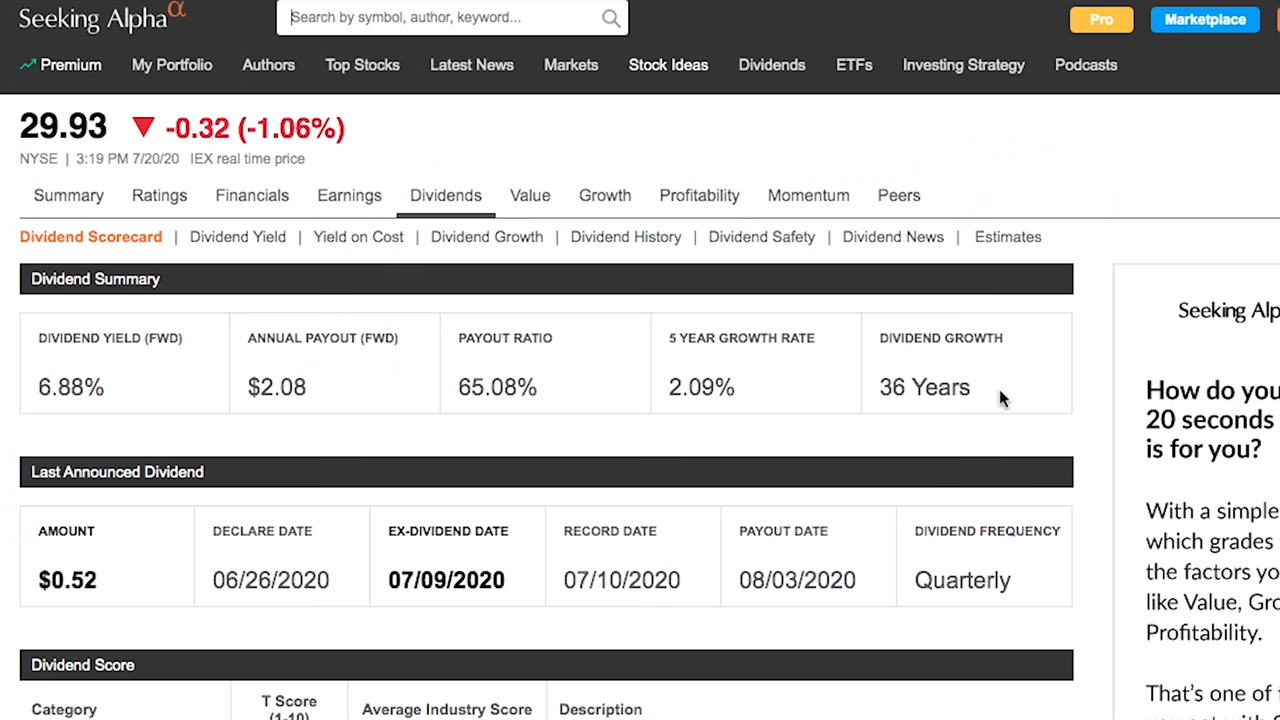 Seeking Alpha α
Search by symbol, author, keyword...
Pro
Marketplace
Premium My Portfolio Authors Top Stocks Latest News Markets Stock Ideas Dividends ETFs Investing Strategy Podcasts
29.93 ▼ -0.32 (-1.06%)
NYSE | 3:19 PM 7/20/20 IEX real time price
Summary Ratings Financials Earnings Dividends Value Growth Profitability Momentum Peers
Dividend Scorecard | Dividend Yield | Yield on Cost | Dividend Growth | Dividend History | Dividend Safety | Dividend News | Estimates
Dividend Summary
DIVIDEND YIELD (FWD) ANNUAL PAYOUT (FWD) PAYOUT RATIO 5 YEAR GROWTH RATE DIVIDEND GROWTH
6.88% $2.08 65.08% 2.09% 36 Years
Last Announced Dividend
AMOUNT DECLARE DATE EX-DIVIDEND DATE RECORD DATE PAYOUT DATE DIVIDEND FREQUENCY
$0.52 06/26/2020 07/09/2020 07/10/2020 08/03/2020 Quarterly
Dividend Score
Category T Score (1-10) Average Industry Score Description
Seeking Alp
How do you
20 seconds
is for you?
With a simple
which grades
the factors yo
like Value, Gro
Profitability.
That's one of